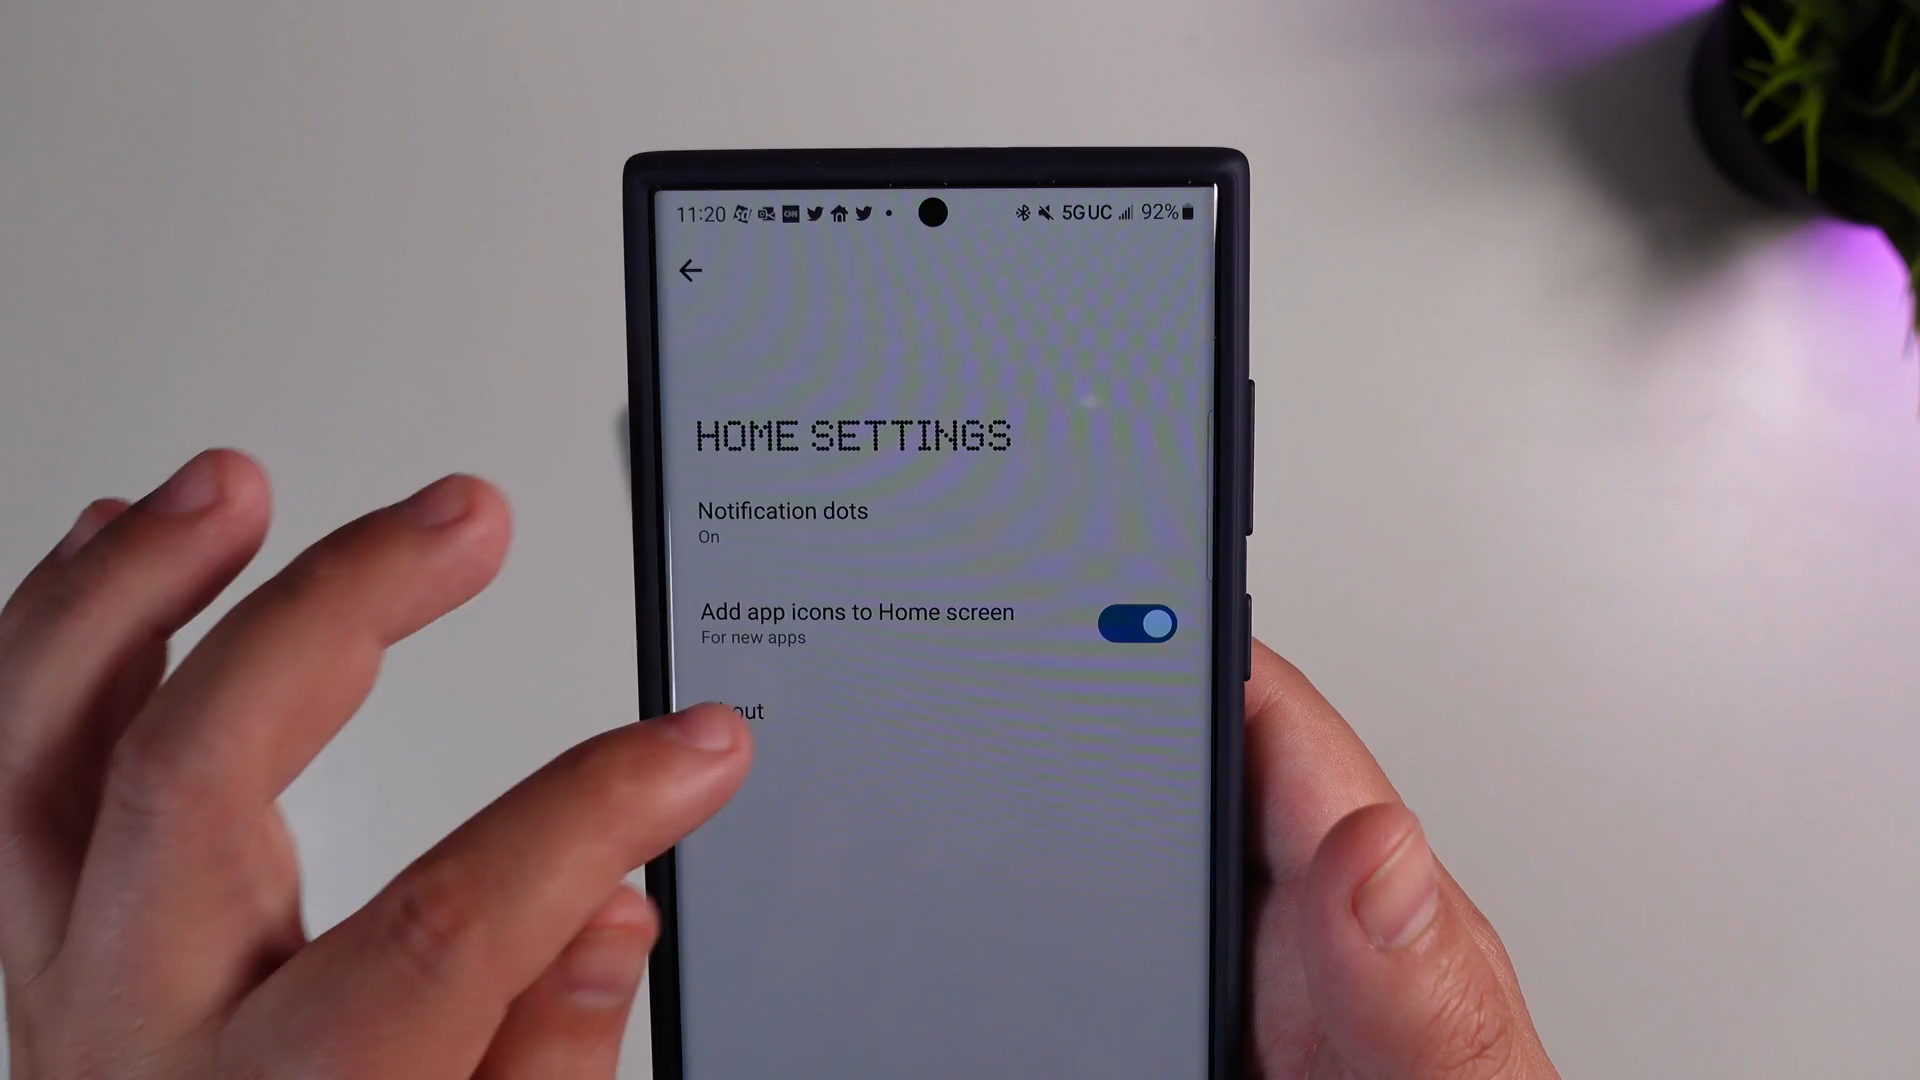 11:20 5G UC 92%
HOME SETTINGS
Notification dots
On
Add app icons to Home screen
For new apps